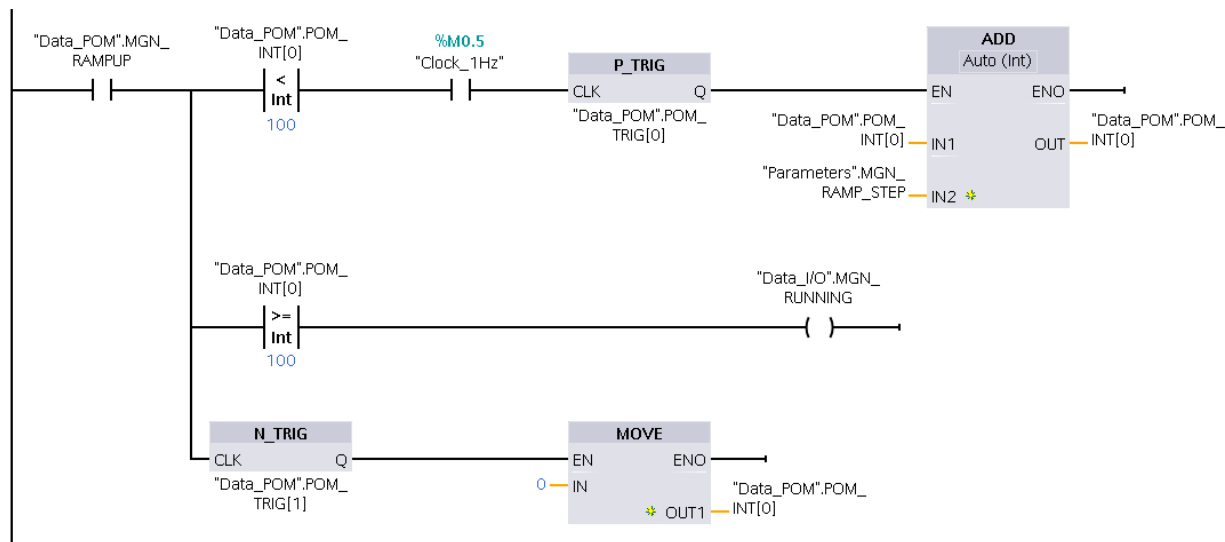 "Data_POM".MGN_
RAMPUP
"Data_POM".POM_
INT[0]
<
Int
100
%M0.5
"Clock_1Hz"
P_TRIG
CLK Q
"Data_POM".POM_
TRIG[0]
ADD
Auto (Int)
EN ENO
"Data_POM".POM_
INT[0]
IN1
OUT
"Data_POM".POM_
INT[0]
"Parameters".MGN_
RAMP_STEP
IN2
"Data_POM".POM_
INT[0]
>=
Int
100
"Data_I/O".MGN_
RUNNING
N_TRIG
CLK Q
"Data_POM".POM_
TRIG[1]
MOVE
EN ENO
0 IN
OUT1
"Data_POM".POM_
INT[0]